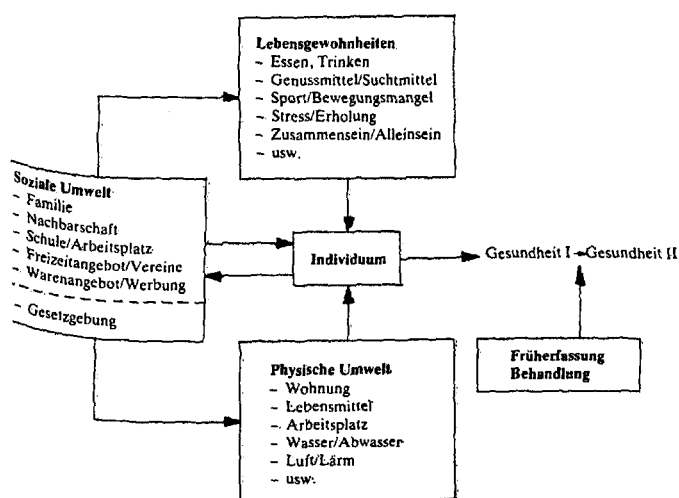 Lebensgewohnheiten
- Essen, Trinken
- Genussmittel/Suchtmittel
- Sport/Bewegungsmangel
- Stress/Erholung
- Zusammensein/Alleinsein
- usw.
Soziale Umwelt
- Familie
- Nachbarschaft
- Schule/Arbeitsplatz
- Freizeitangebot/Vereine
- Warenangebot/Werbung
- Gesetzgebung
Individuum
Gesundheit I → Gesundheit II
Früherfassung
Behandlung
Physische Umwelt
- Wohnung
- Lebensmittel
- Arbeitsplatz
- Wasser/Abwasser
- Luft/Lärm
- usw.